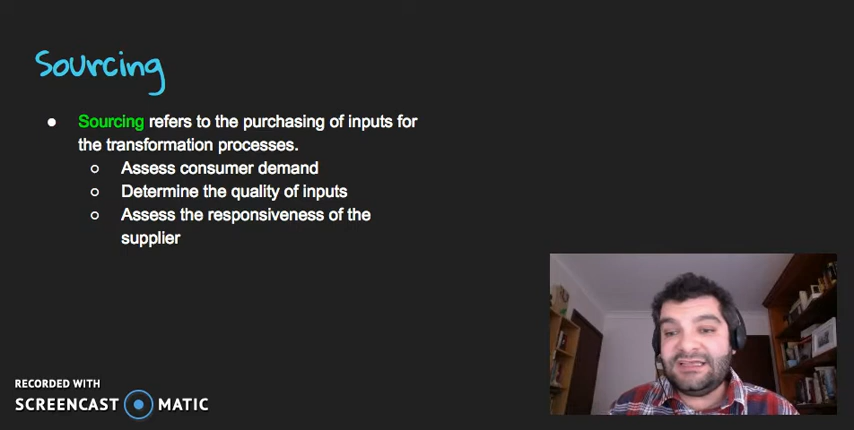 Sourcing
● Sourcing refers to the purchasing of inputs for
the transformation processes.
○ Assess consumer demand
○ Determine the quality of inputs
○ Assess the responsiveness of the
supplier
RECORDED WITH
SCREENCAST MATIC